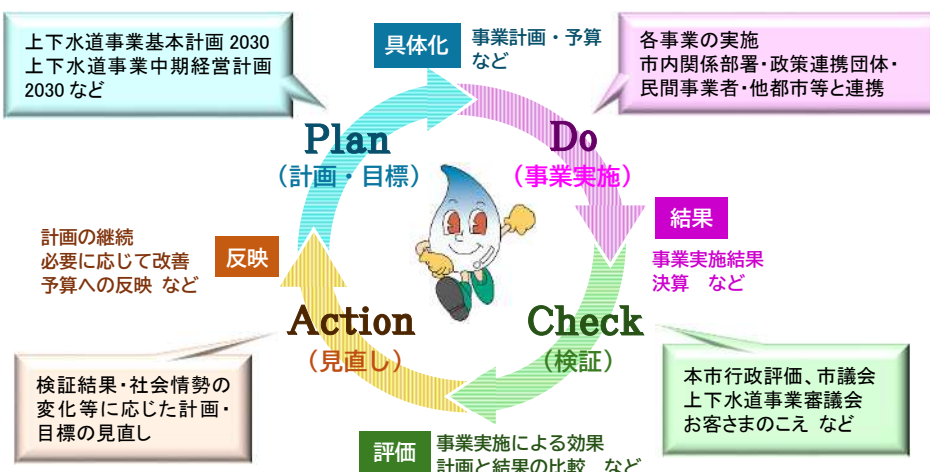 上下水道事業基本計画 2030
上下水道事業中期経営計画
2030 など
具体化
事業計画・予算
など
各事業の実施
市内関係部署・政策連携団体・
民間事業者・他都市等と連携
Plan
(計画・目標)
Do
(事業実施)
結果
事業実施結果
決算 など
計画の継続
必要に応じて改善
予算への反映 など
反映
Action
(見直し)
Check
(検証)
検証結果・社会情勢の
変化等に応じた計画・
目標の見直し
本市行政評価、市議会
上下水道事業審議会
お客さまのこえ など
評価
事業実施による効果
計画と結果の比較 など